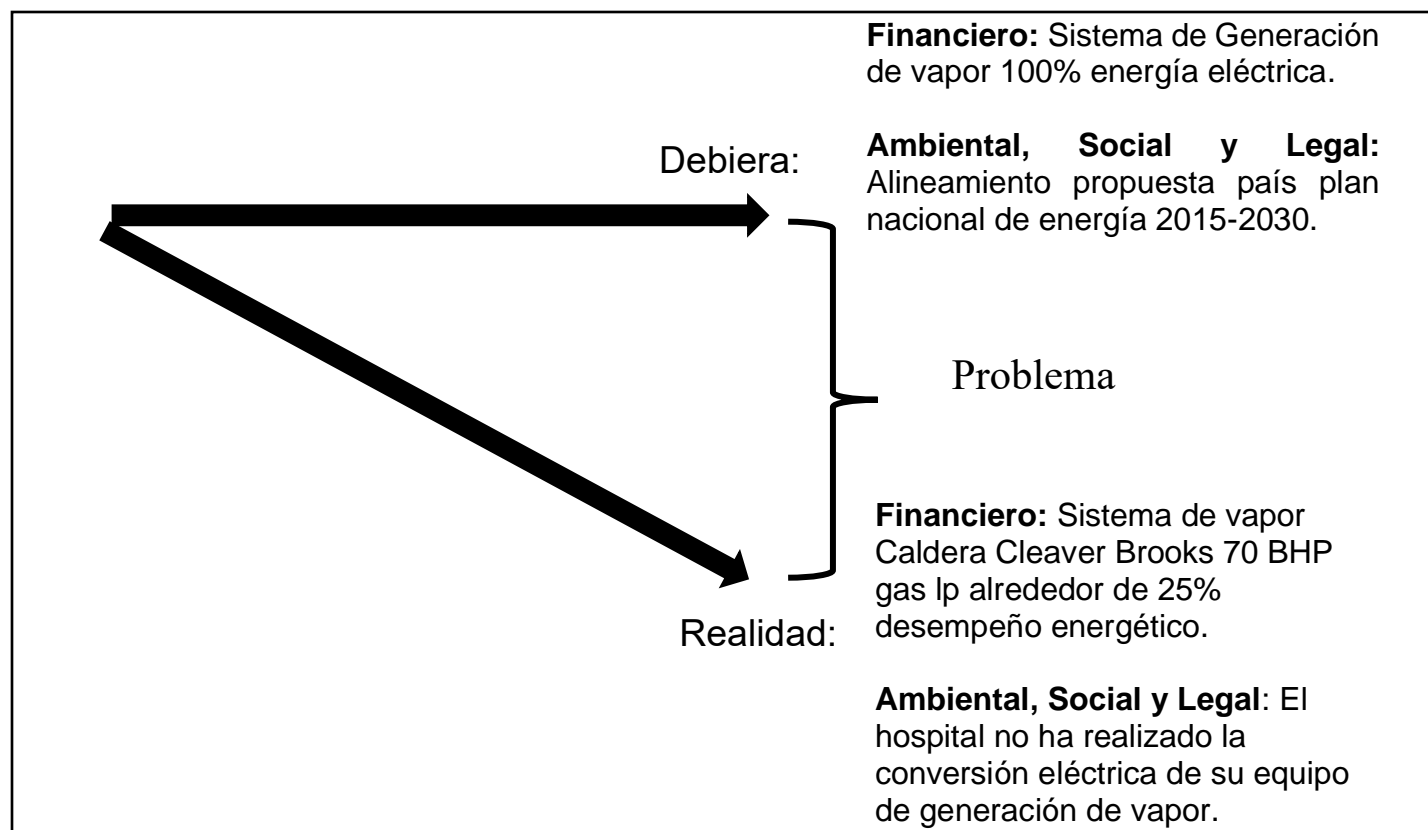 Financiero: Sistema de Generación
de vapor 100% energía eléctrica.
Debiera:
Ambiental, Social y Legal:
Alineamiento propuesta país plan
nacional de energía 2015-2030.
Problema
Financiero: Sistema de vapor
Caldera Cleaver Brooks 70 BHP
gas lp alrededor de 25%
desempeño energético.
Realidad:
Ambiental, Social y Legal: El
hospital no ha realizado la
conversión eléctrica de su equipo
de generación de vapor.